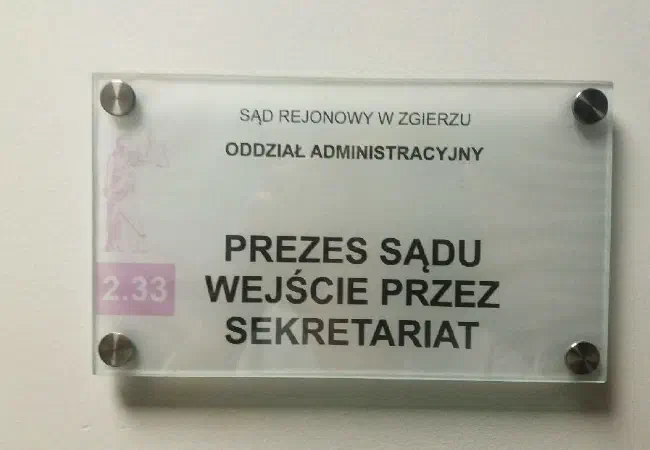 SĄD REJONOWY W ZGIERZU
ODDZIAŁ ADMINISTRACYJNY
PREZES SĄDU
2.33
WEJŚCIE PRZEZ
SEKRETARIAT